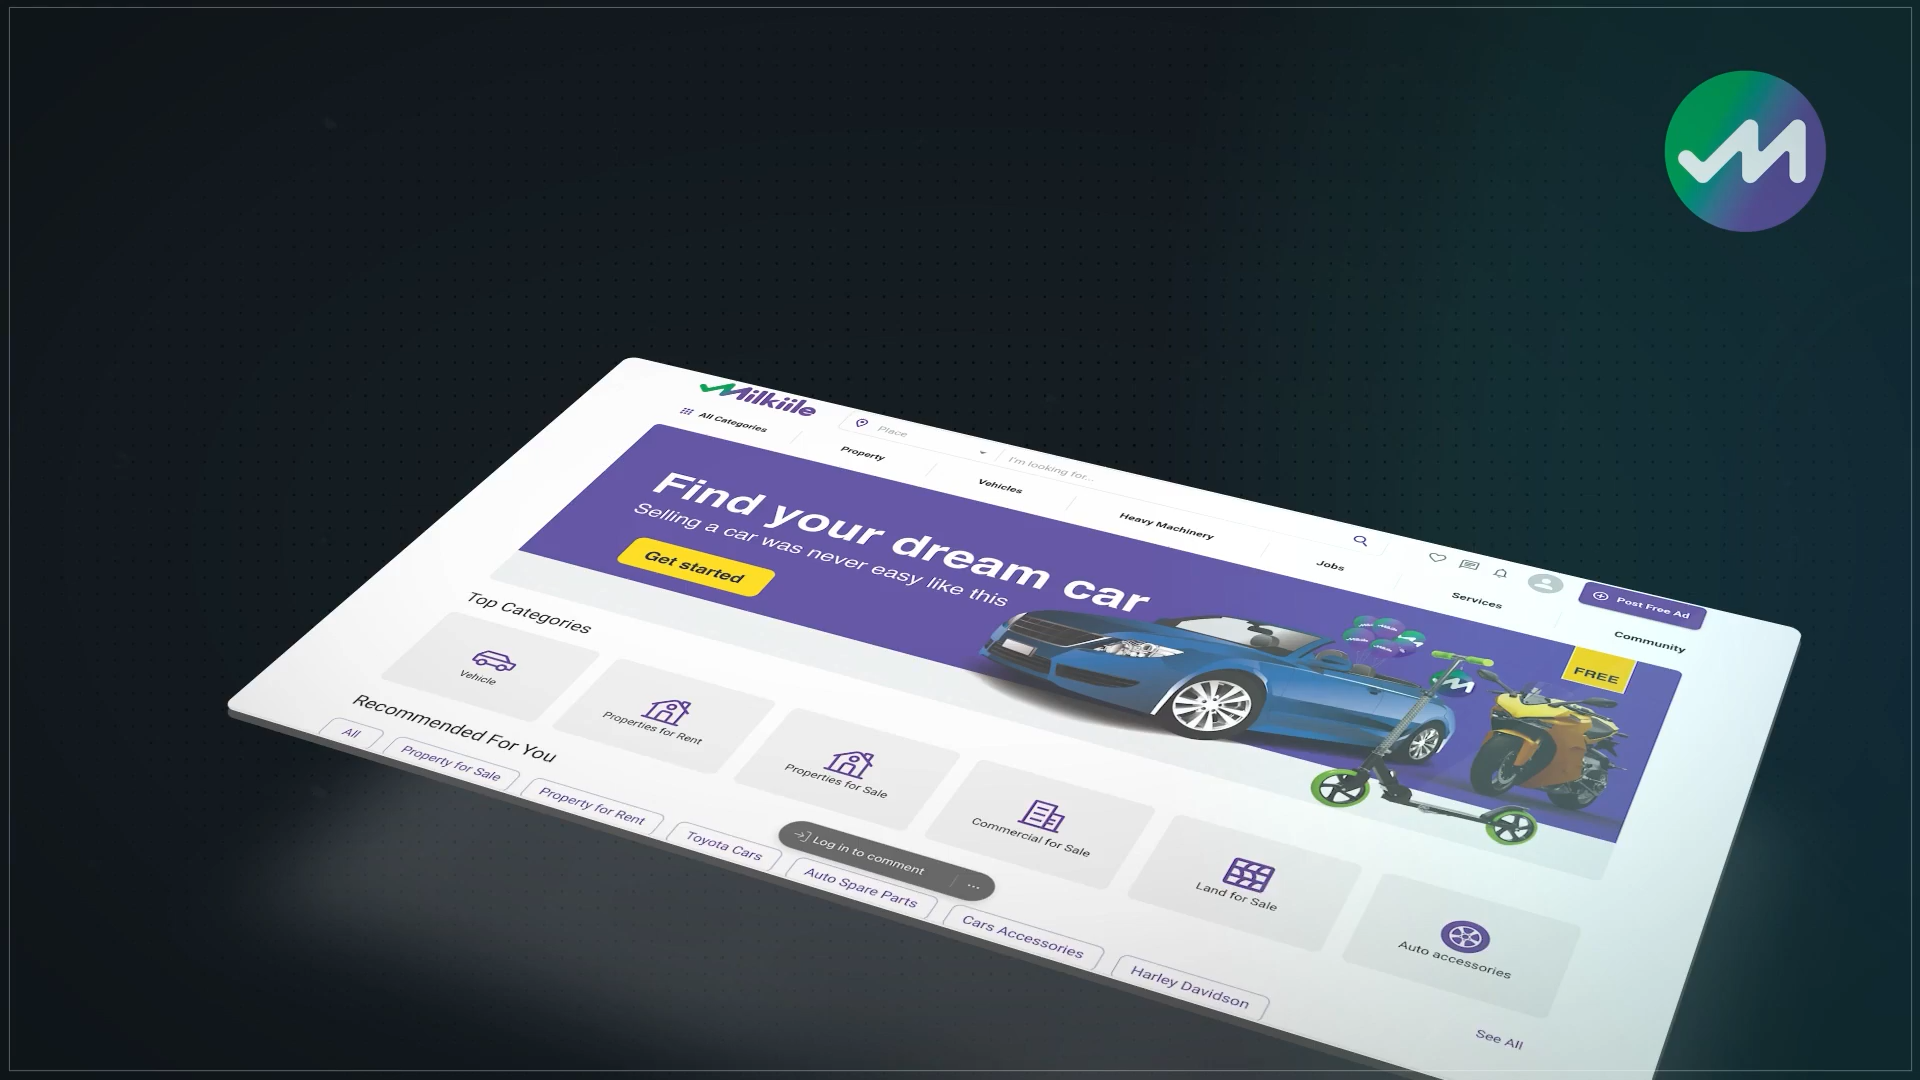 Milkiile
Place
I'm looking for...
Post Free Ad
All Categories
Property
Vehicles
Heavy Machinery
Jobs
Services
Community
Find your dream car
Selling a car was never easy like this
Get started
FREE
Top Categories
Vehicle
Properties for Rent
Properties for Sale
Commercial for Sale
Land for Sale
Auto accessories
Recommended For You
All
Property for Sale
Property for Rent
Toyota Cars
Auto Spare Parts
Cars Accessories
Harley Davidson
See All
Log in to comment